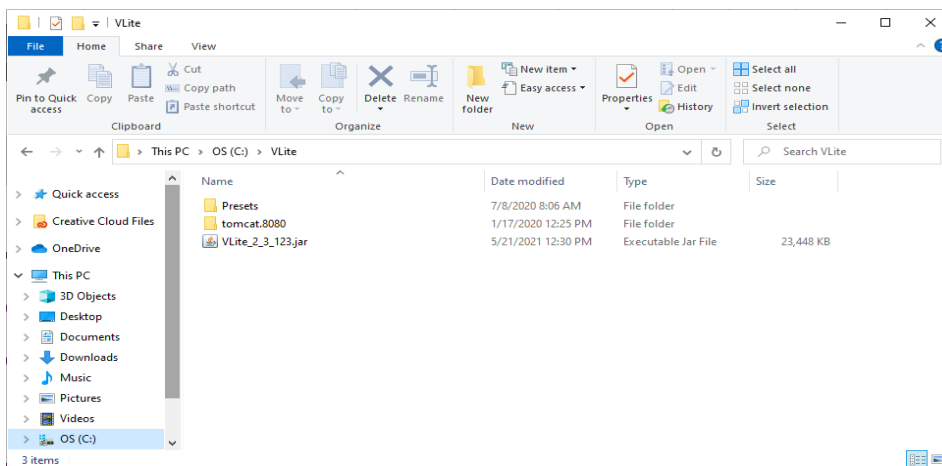 VLite
File Home Share View
Pin to Quick access Copy Paste Cut Copy path Paste shortcut
Move to Copy to Delete Rename
New folder New item Easy access
Properties Open Edit History
Select all Select none Invert selection
Clipboard Organize New Open Select
This PC > OS (C:) > VLite Search VLite
Name Date modified Type Size
Presets 7/8/2020 8:06 AM File folder
tomcat.8080 1/17/2020 12:25 PM File folder
VLite_2_3_123.jar 5/21/2021 12:30 PM Executable Jar File 23,448 KB
Quick access
Creative Cloud Files
OneDrive
This PC
3D Objects
Desktop
Documents
Downloads
Music
Pictures
Videos
OS (C:)
3 items